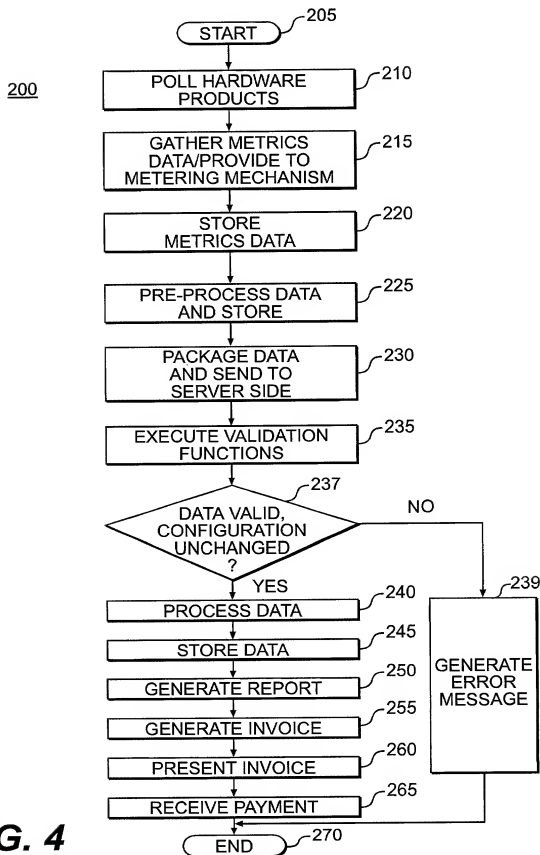 205
START
200
POLL HARDWARE
PRODUCTS
210
GATHER METRICS
DATA/PROVIDE TO
METERING MECHANISM
215
STORE
METRICS DATA
220
PRE-PROCESS DATA
AND STORE
225
PACKAGE DATA
AND SEND TO
SERVER SIDE
230
EXECUTE VALIDATION
FUNCTIONS
235
237
DATA VALID,
CONFIGURATION
UNCHANGED
?
NO
YES
239
GENERATE
ERROR
MESSAGE
PROCESS DATA
240
STORE DATA
245
GENERATE REPORT
250
GENERATE INVOICE
255
PRESENT INVOICE
260
RECEIVE PAYMENT
265
END
270
G. 4